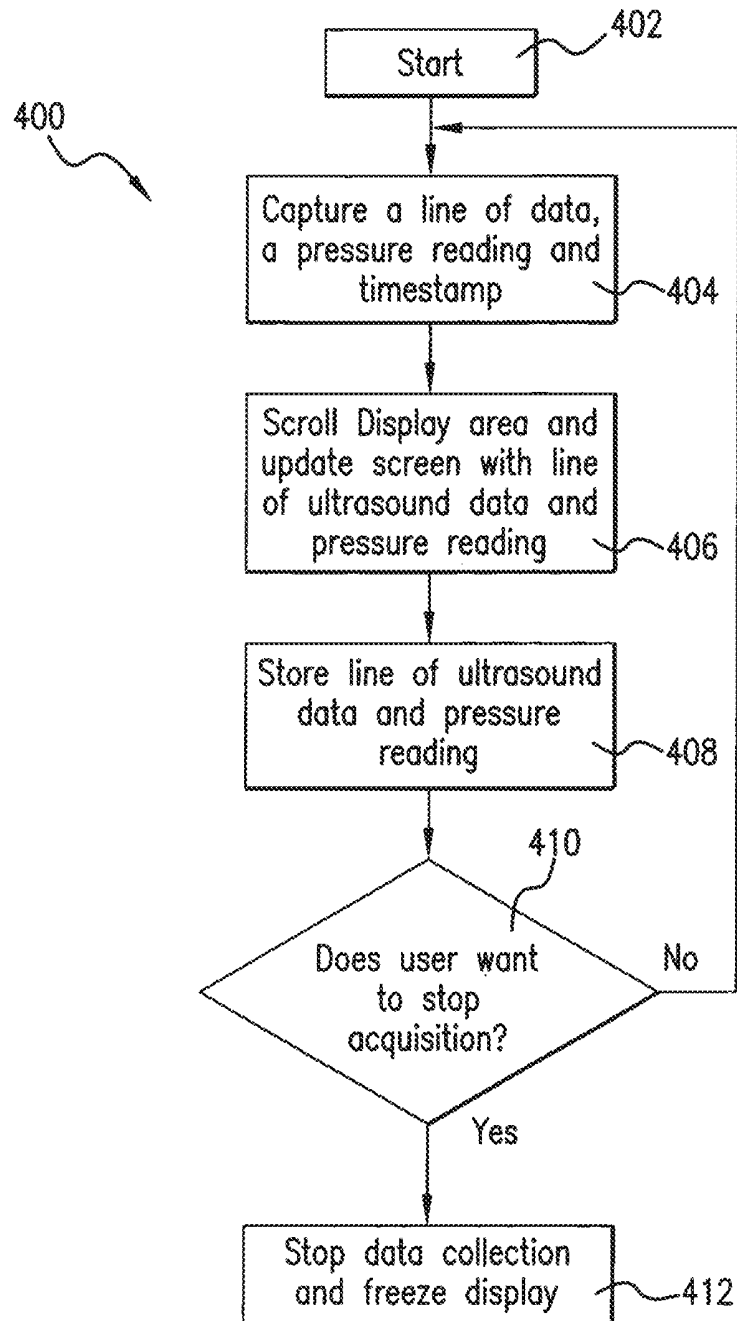 402
Start
400
Capture a line of data,
a pressure reading and
timestamp
404
Scroll Display area and
update screen with line
of ultrasound data and
pressure reading
406
Store line of ultrasound
data and pressure
reading
408
410
Does user want
to stop
acquisition?
No
Yes
Stop data collection
and freeze display
412